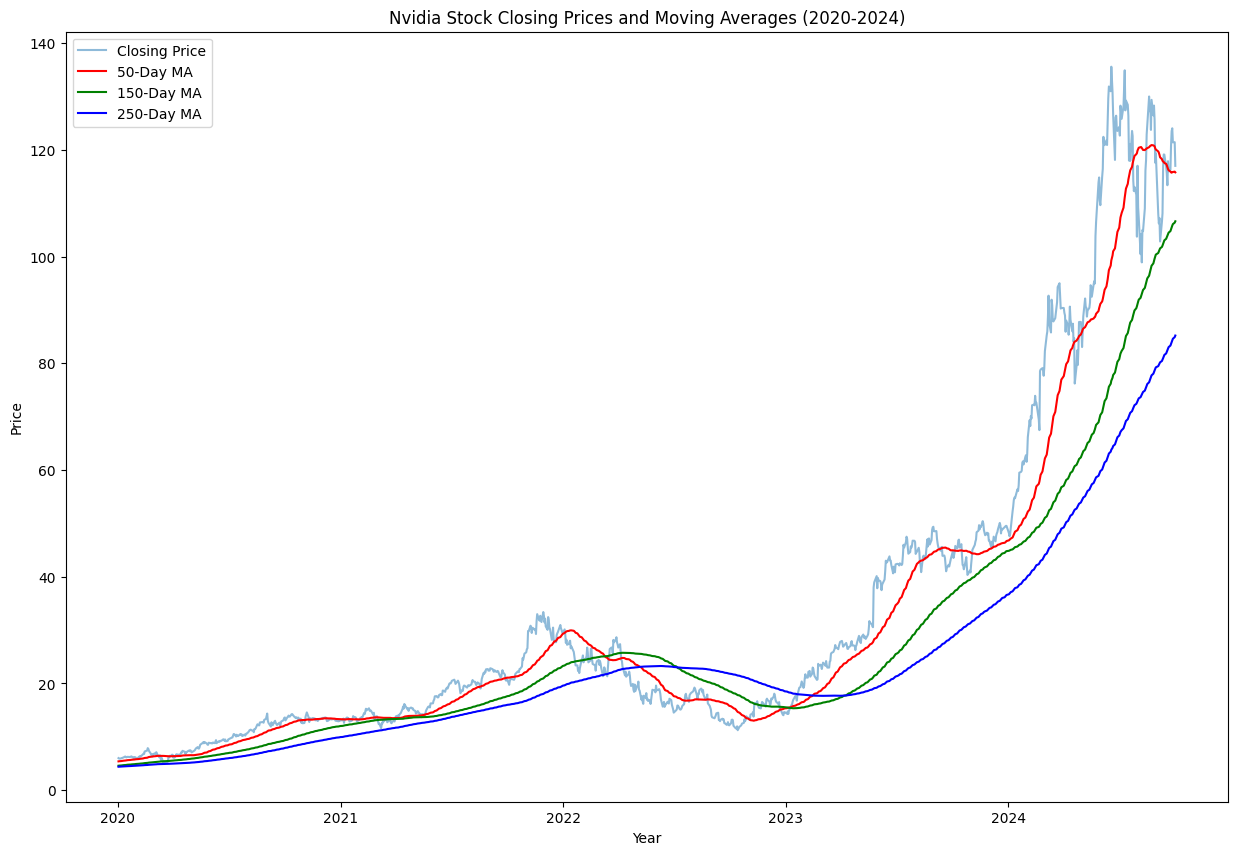 Nvidia Stock Closing Prices and Moving Averages (2020-2024)
Closing Price
50-Day MA
150-Day MA
250-Day MA
140
120
100
80
60
40
20
0
Price
2020 2021 2022 2023 2024
Year